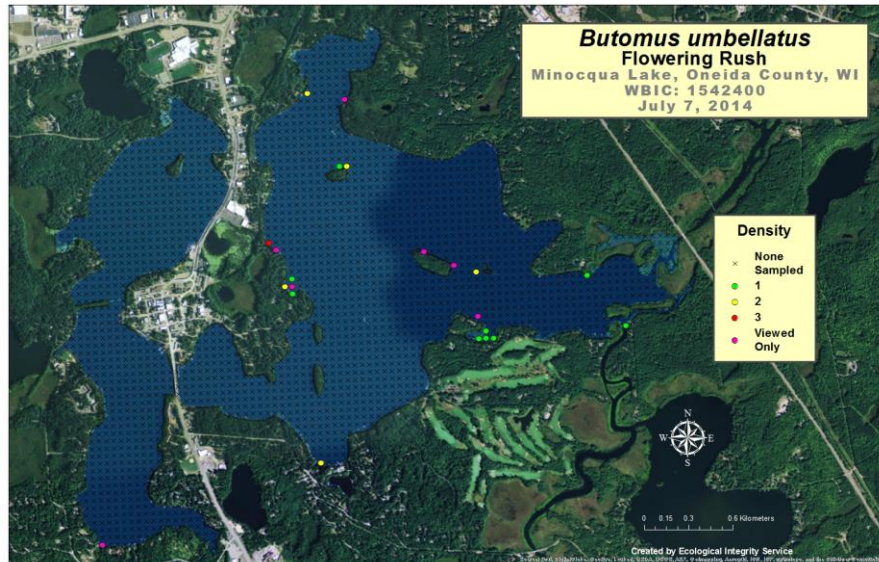 Butomus umbellatus
Flowering Rush
Minocqua Lake, Oneida County, WI
WBIC: 1542400
July 7, 2014
Density
None
Sampled
1
2
3
Viewed
Only
N
W E
S
0 0.15 0.3 0.6 Kilometers
Created by Ecological Integrity Service